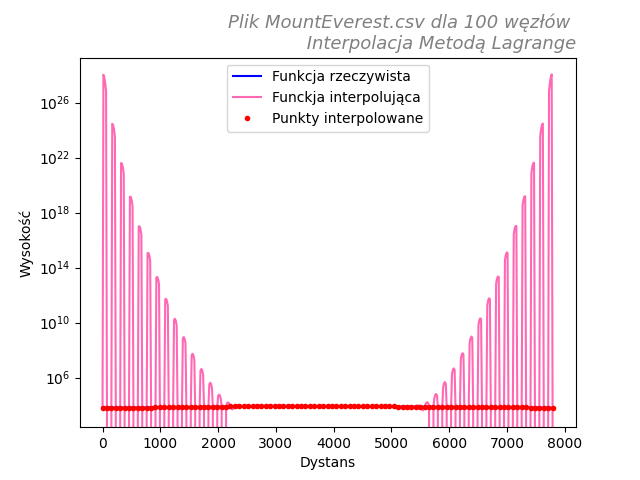 Plik MountEverest.csv dla 100 węzłów
Interpolacja Metodą Lagrange
Funkcja rzeczywista
Funckja interpolująca
Punkty interpolowane
10^26
10^22
10^18
10^14
10^10
10^6
Wysokość
0 1000 2000 3000 4000 5000 6000 7000 8000
Dystans